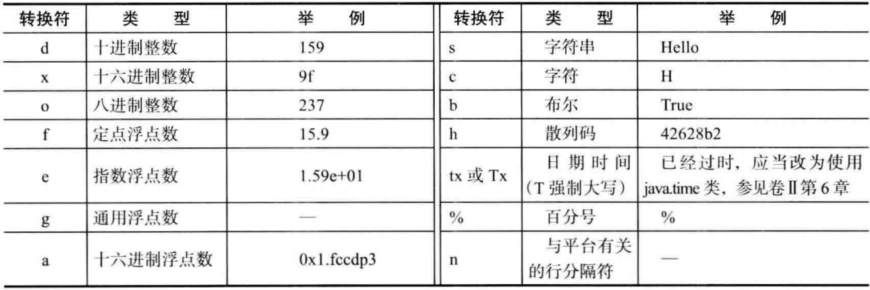 转换符 类 型 举 例 转换符 类 型 举 例
d 十进制整数 159 s 字符串 Hello
x 十六进制整数 9f c 字符 H
o 八进制整数 237 b 布尔 True
f 定点浮点数 15.9 h 散列码 42628b2
e 指数浮点数 1.59e+01 tx 或 Tx 日期时间 已经过时，应当改为使用
(T 强制大写) java.time 类，参见卷Ⅱ第 6 章
g 通用浮点数 — % 百分号 %
a 十六进制浮点数 0x1.fccdp3 n 与平台有关 —
的行分隔符